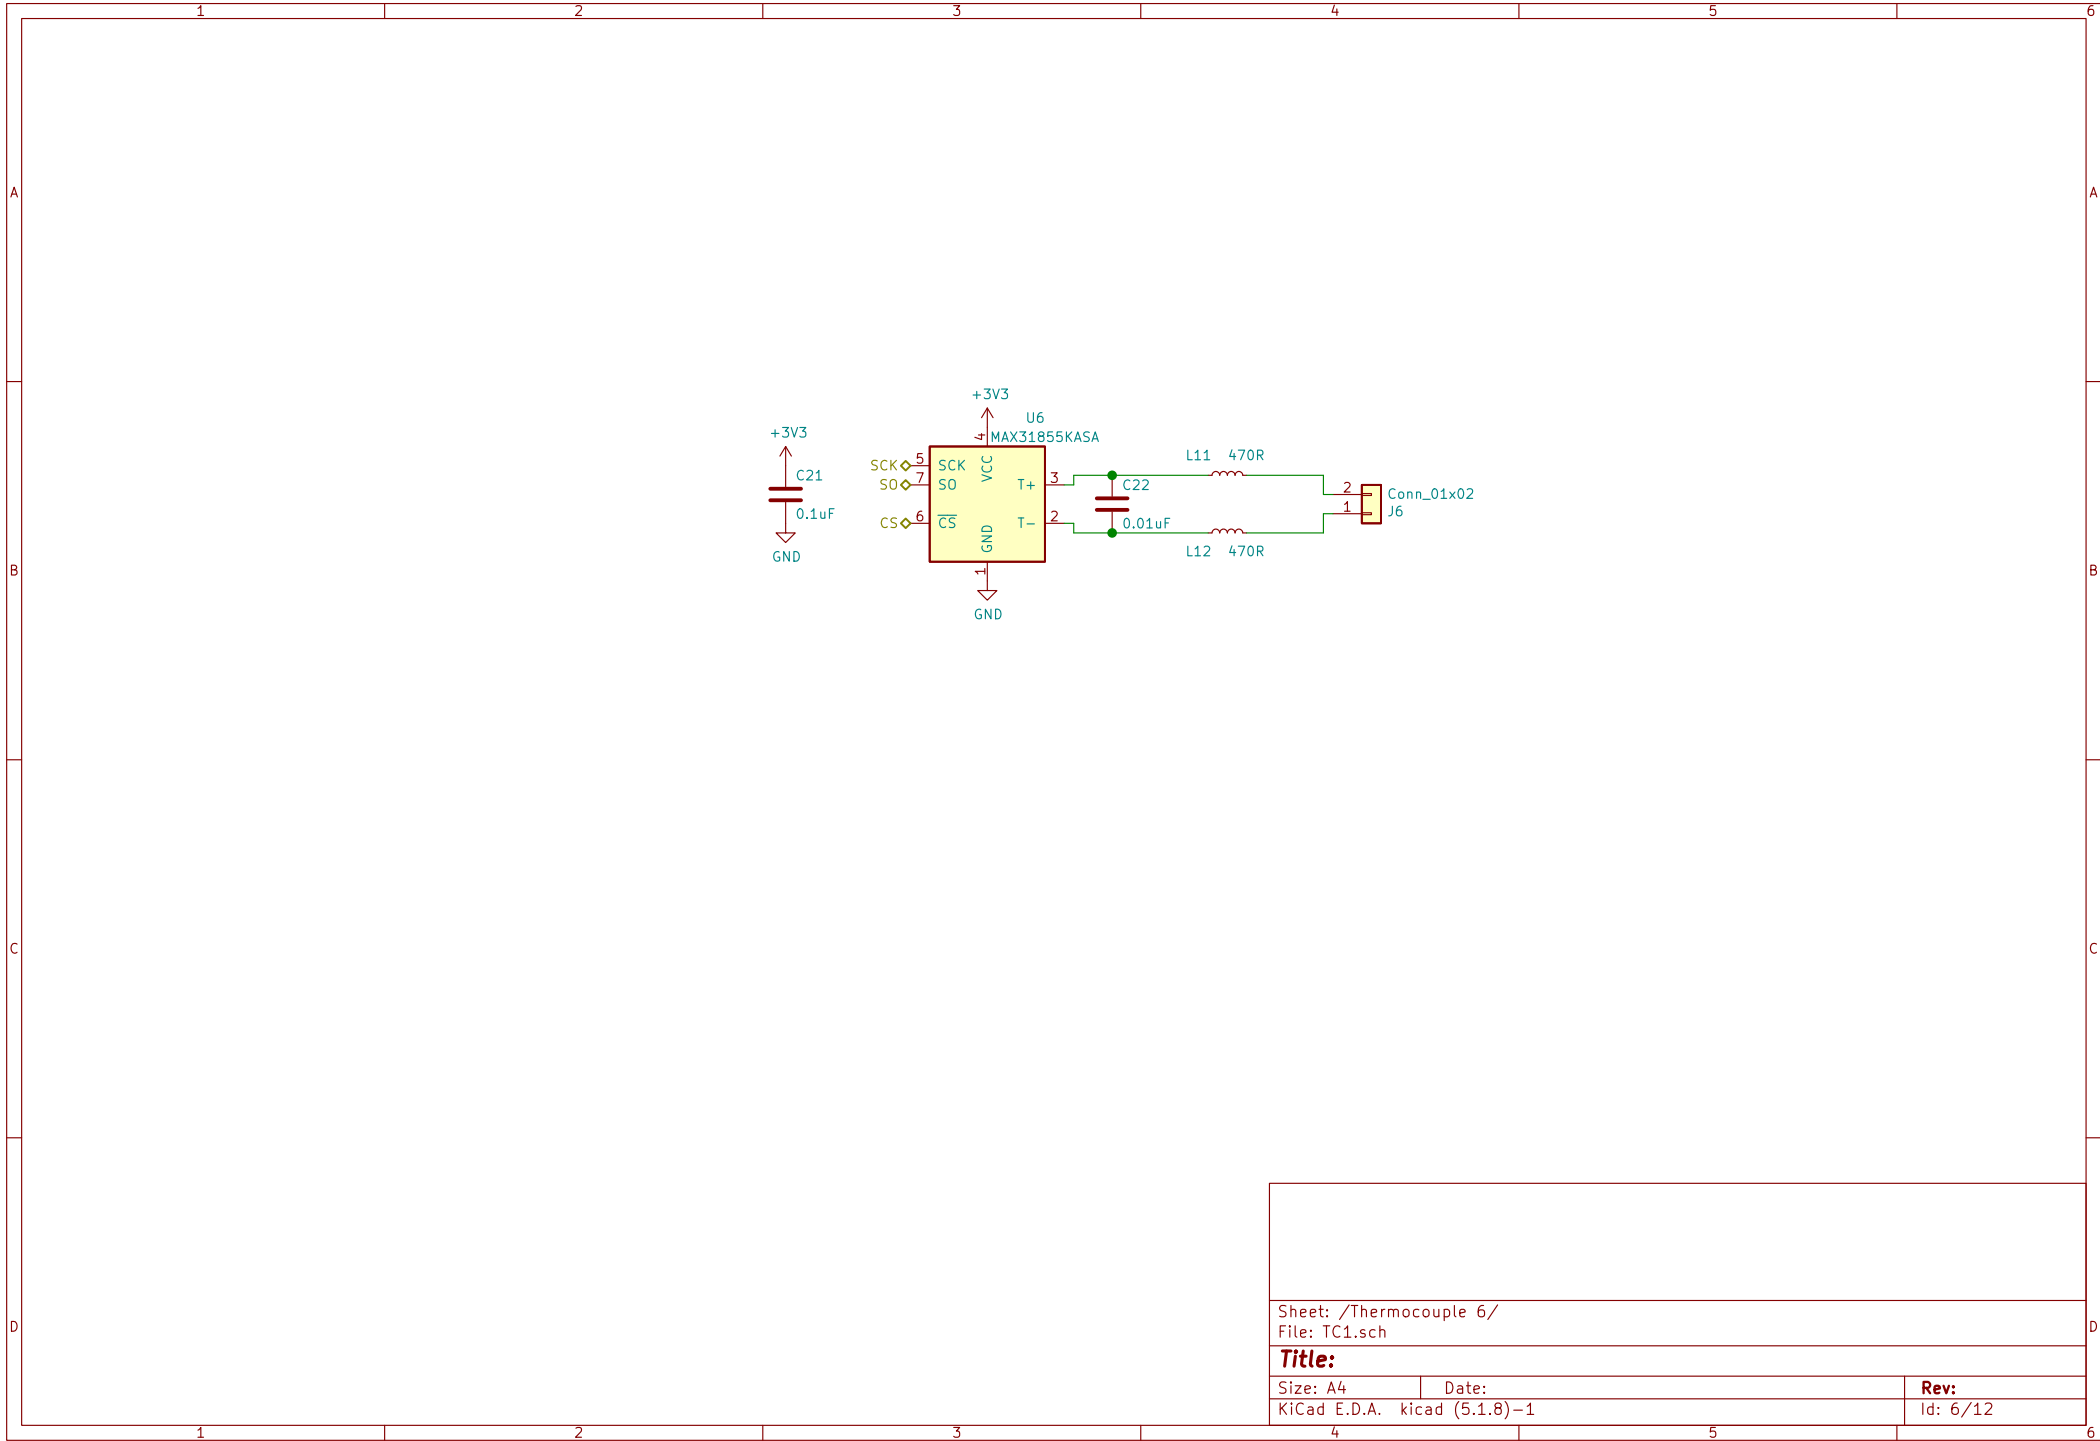 1 2 3 4 5 6
A A
+3V3
U6
MAX31855KASA
+3V3
C21
0.1uF
GND
SCK 5 SCK
SO 7 SO
CS 6 CS
4 VCC
GND 1
GND
T+ 3
T- 2
C22
0.01uF
L11 470R
L12 470R
2 Conn_01x02
1 J6
B B
C C
D D
Sheet: /Thermocouple 6/
File: TC1.sch
Title:
Size: A4 Date: Rev:
KiCad E.D.A. kicad (5.1.8)-1 Id: 6/12
1 2 3 4 5 6